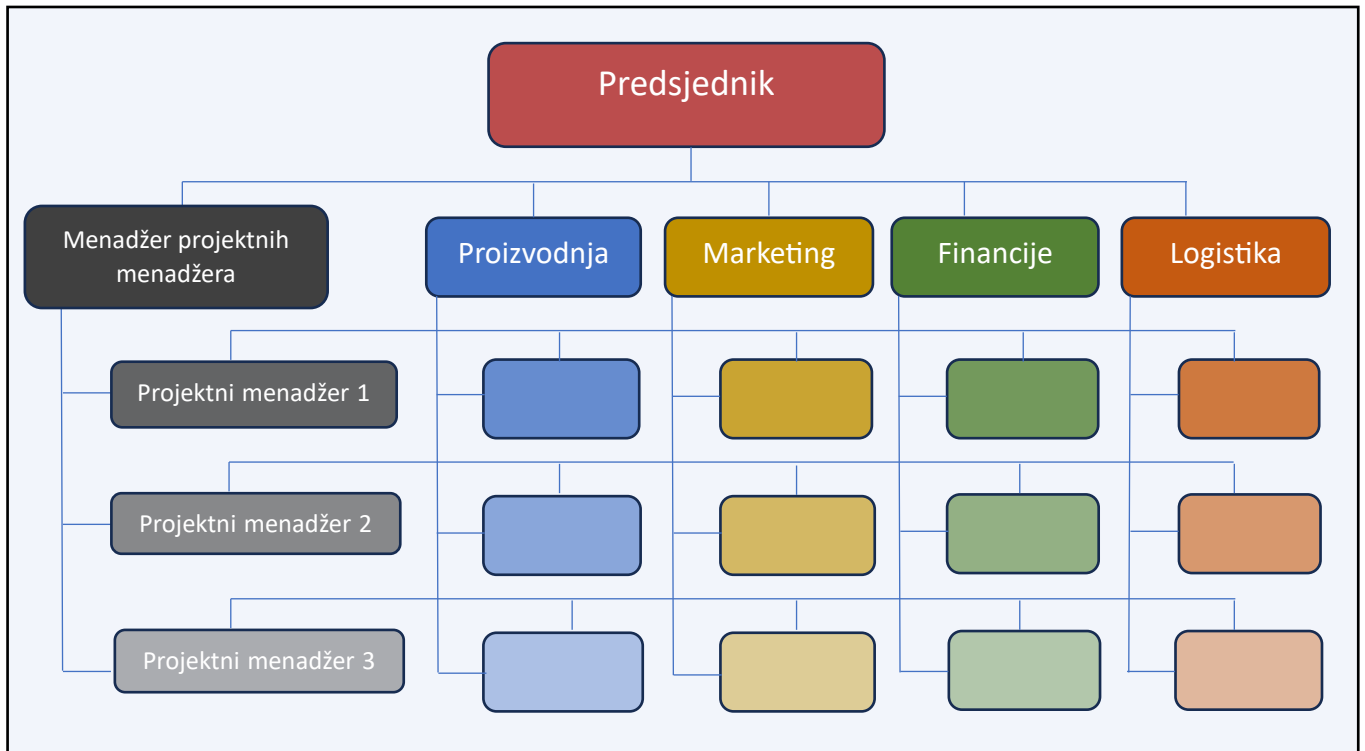 Predsjednik
Menadžer projektnih
menadžera
Proizvodnja
Marketing
Financije
Logistika
Projektni menadžer 1
Projektni menadžer 2
Projektni menadžer 3